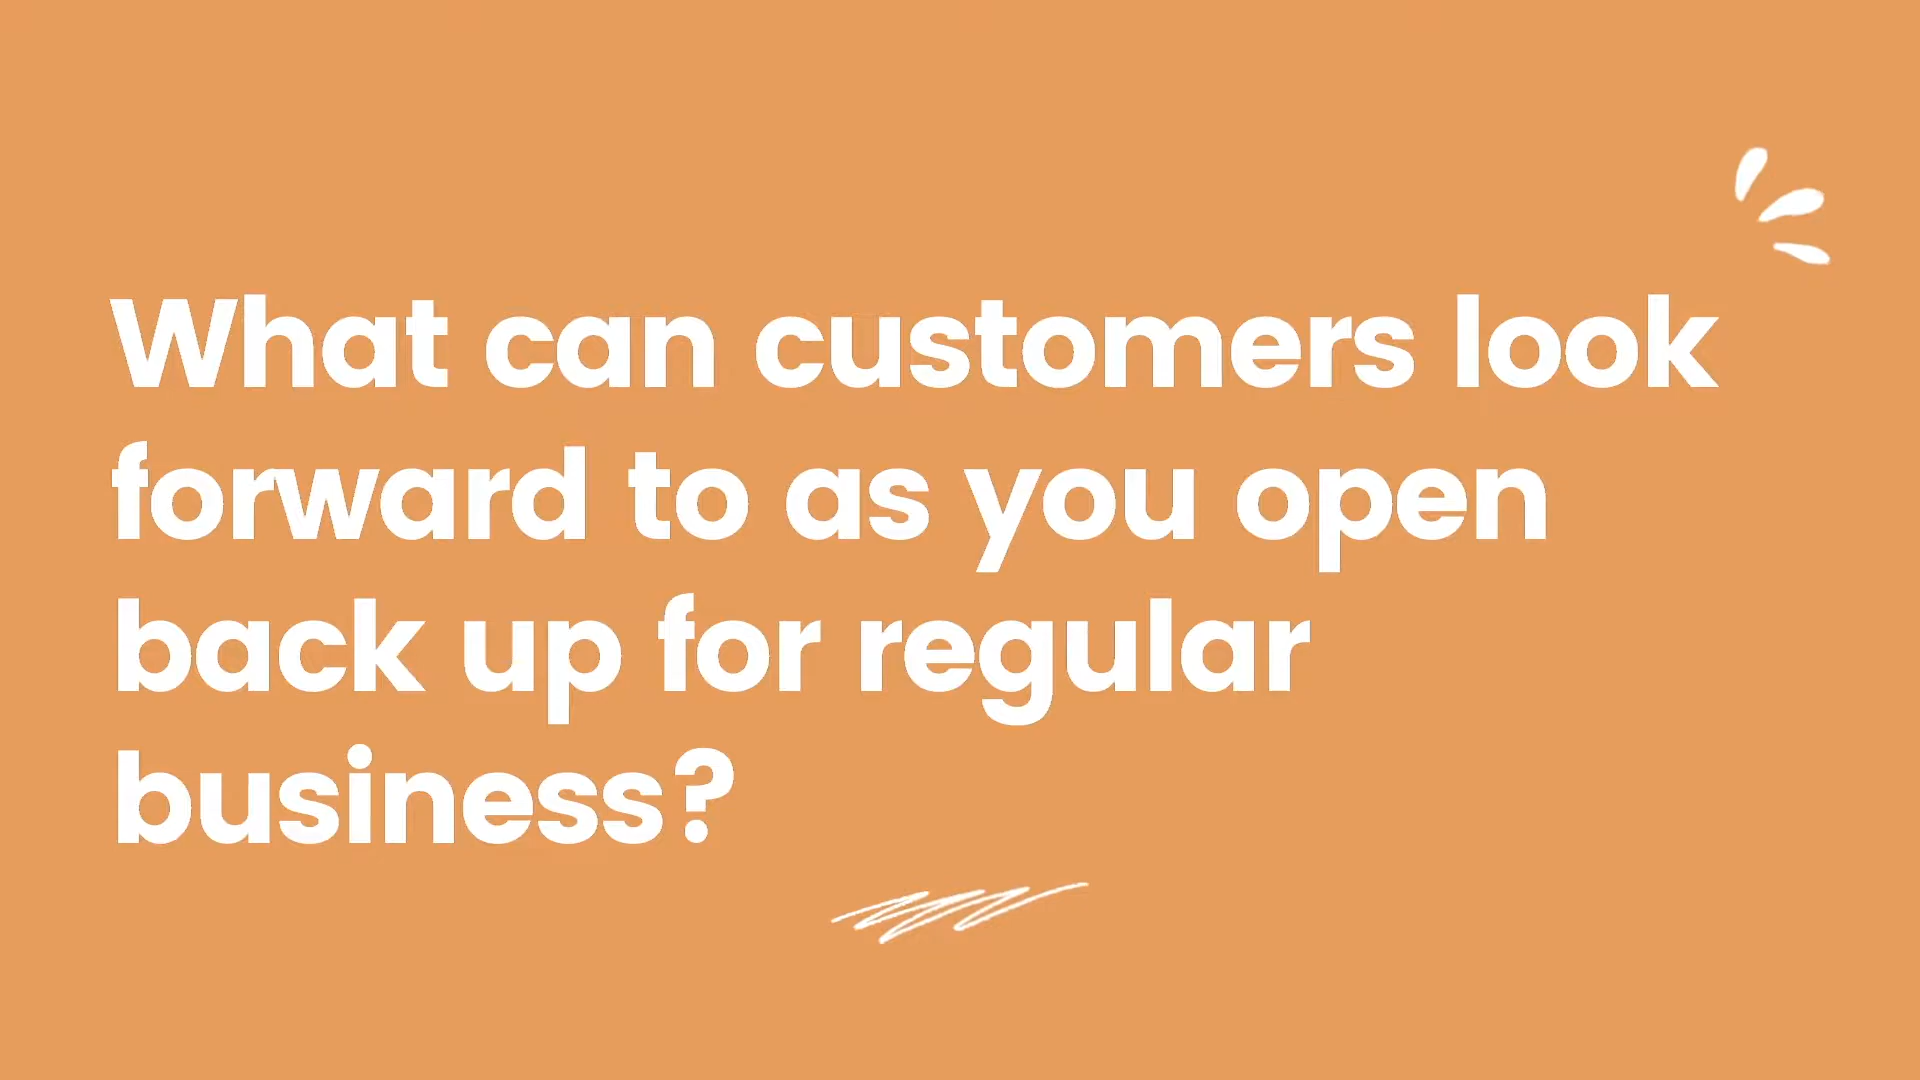 What can customers look
forward to as you open
back up for regular
business?